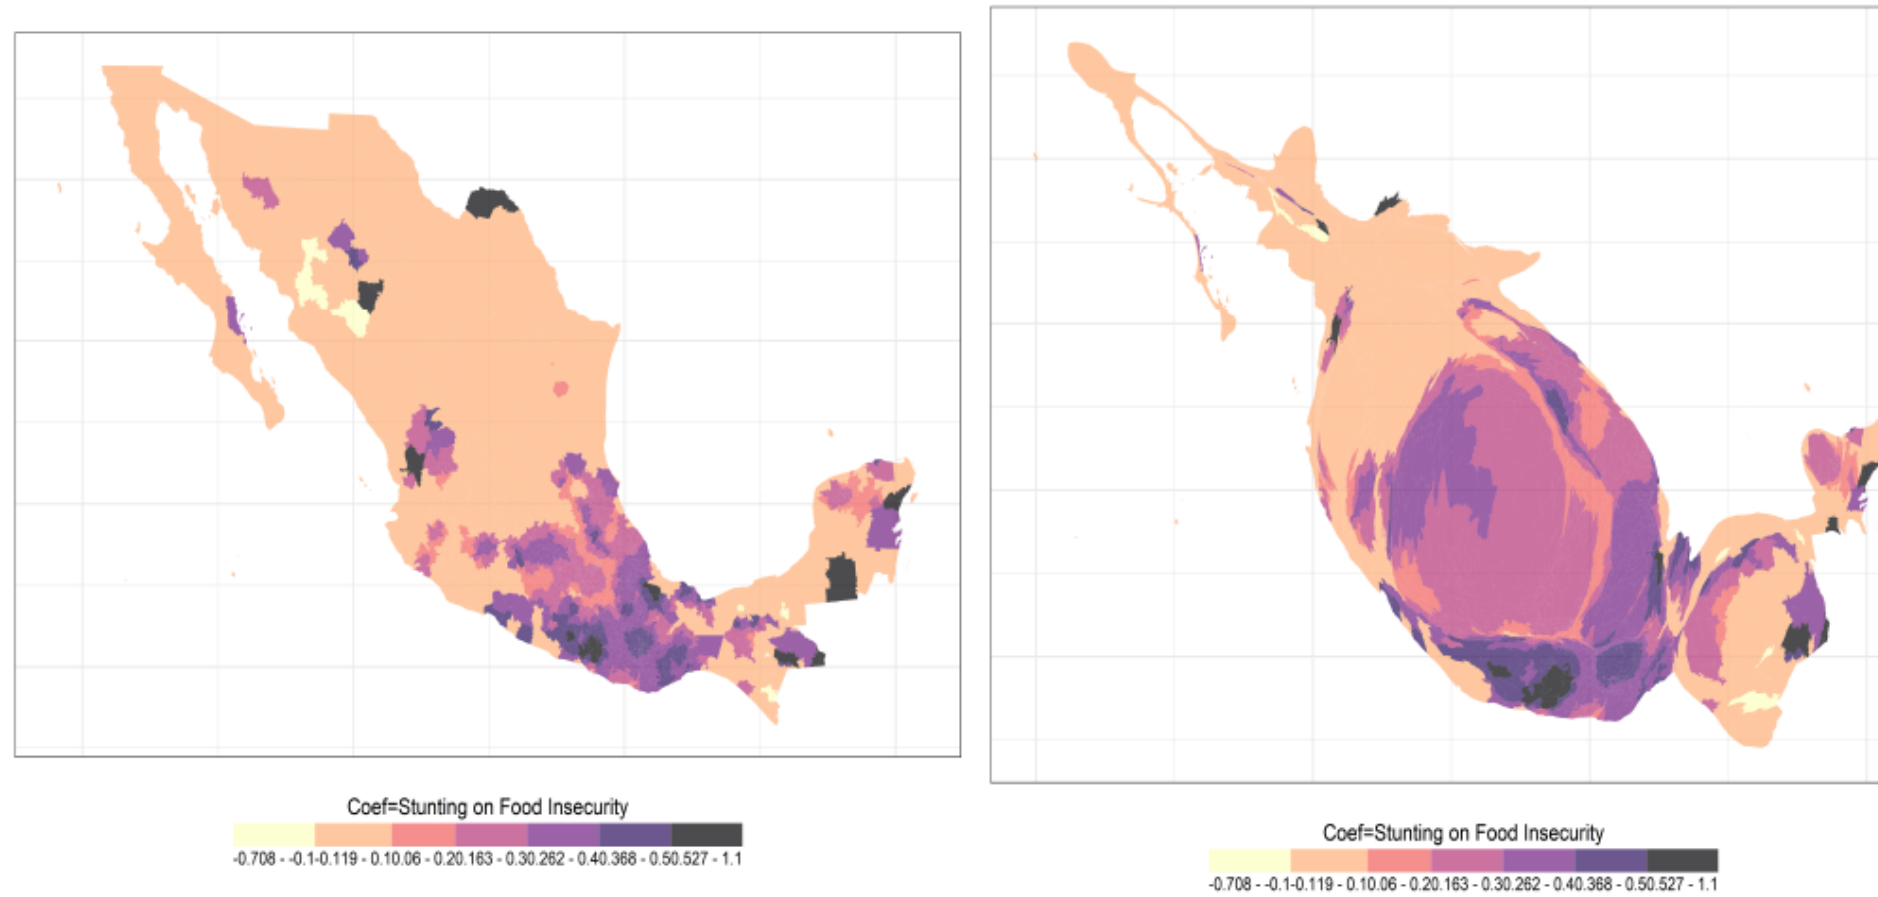 Coef=Stunting on Food Insecurity
-0.708 - -0.1-0.119 - 0.10.06 - 0.20.163 - 0.30.262 - 0.40.368 - 0.50.527 - 1.1
Coef=Stunting on Food Insecurity
-0.708 - -0.1-0.119 - 0.10.06 - 0.20.163 - 0.30.262 - 0.40.368 - 0.50.527 - 1.1